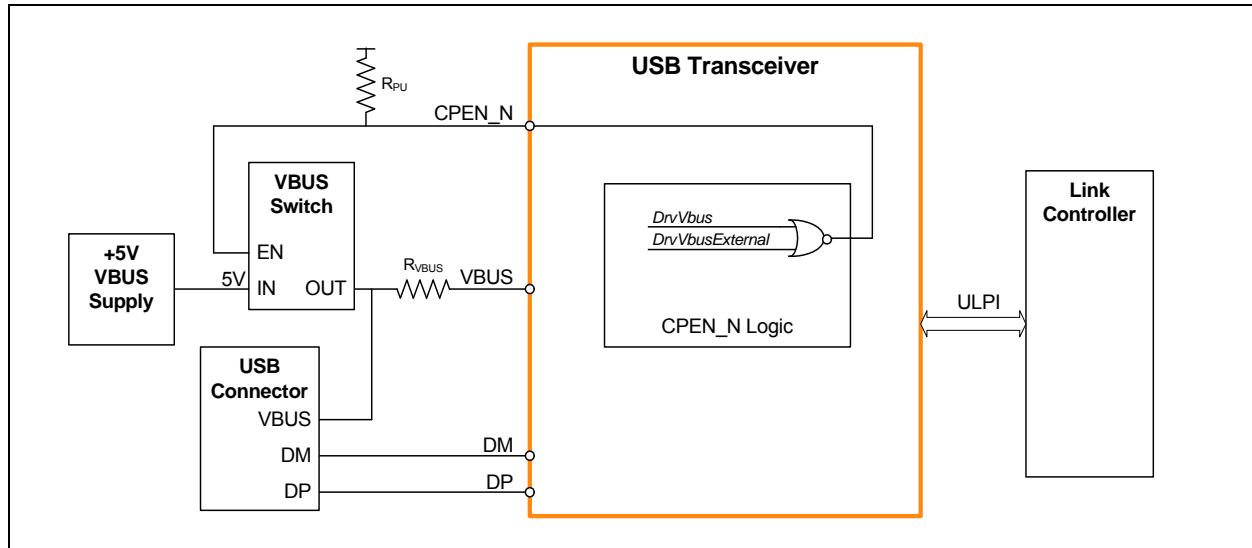 USB Transceiver
RPU
CPEN_N
VBUS
Switch
EN
IN
OUT
5V
+5V
VBUS
Supply
RVBUS
VBUS
DrvVbus
DrvVbusExternal
CPEN_N Logic
Link
Controller
ULPI
USB
Connector
VBUS
DM
DP
DM
DP